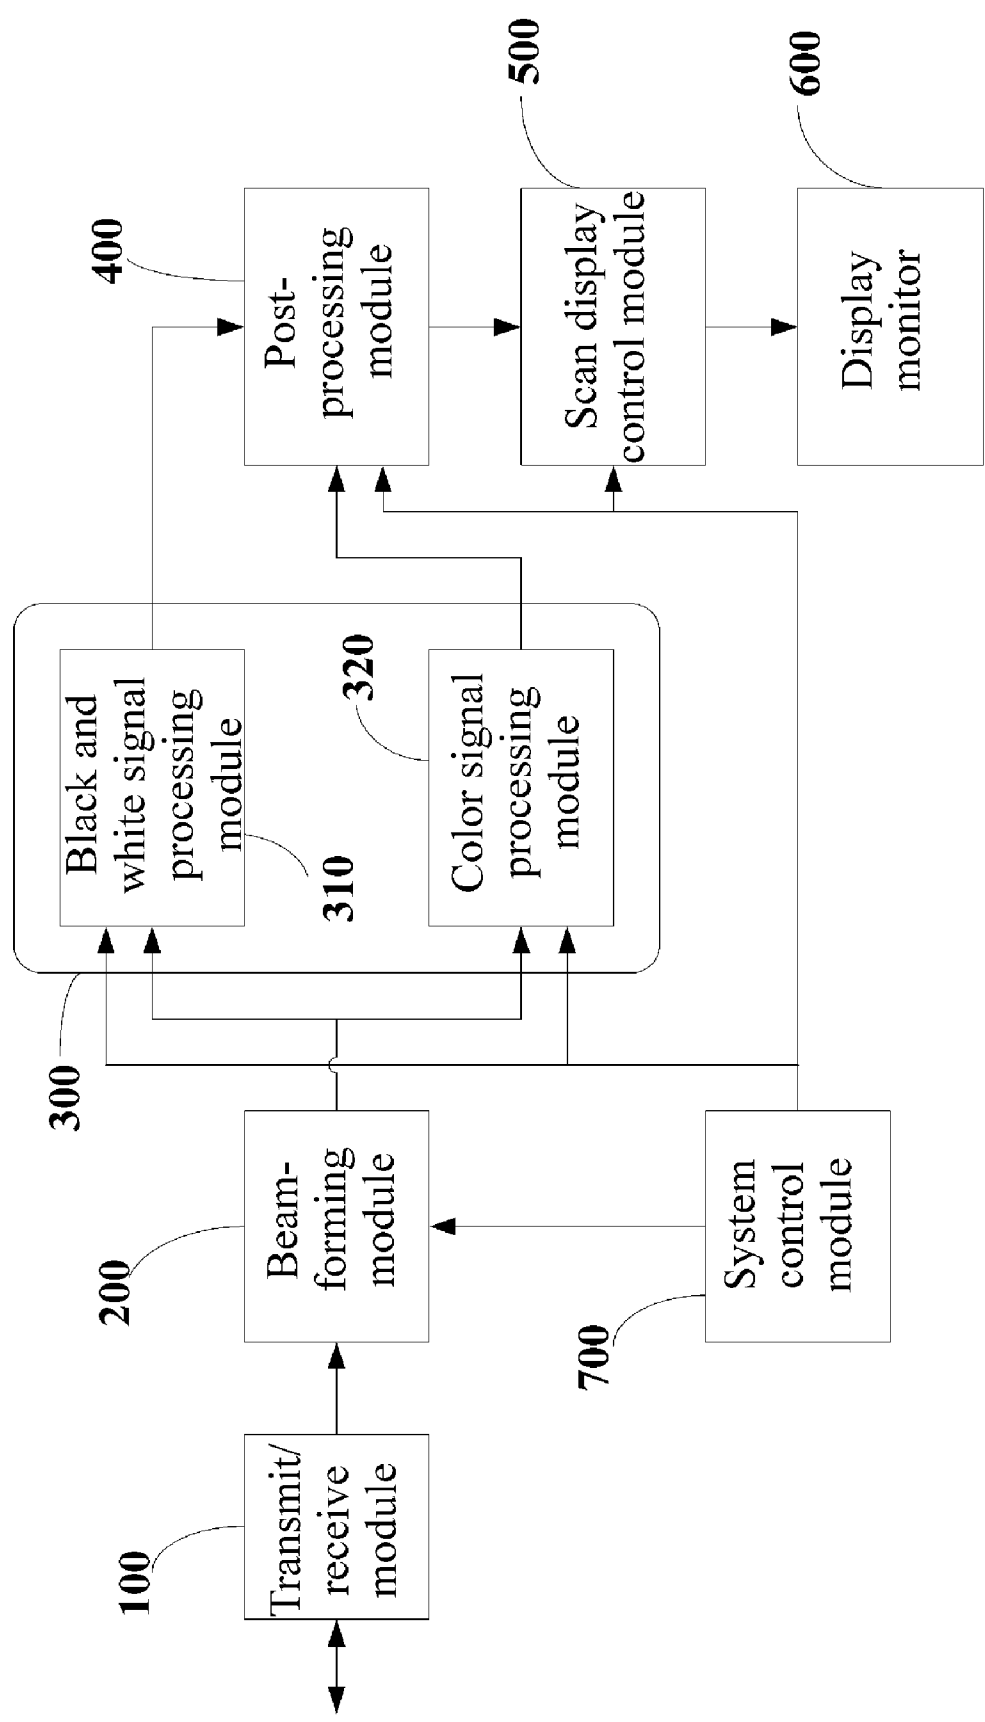 100
Transmit/
receive
module
200
Beam-
forming
module
300
Black and
white signal
processing
module
310
320
Color signal
processing
module
400
Post-
processing
module
500
Scan display
control module
600
Display
monitor
700
System
control
module